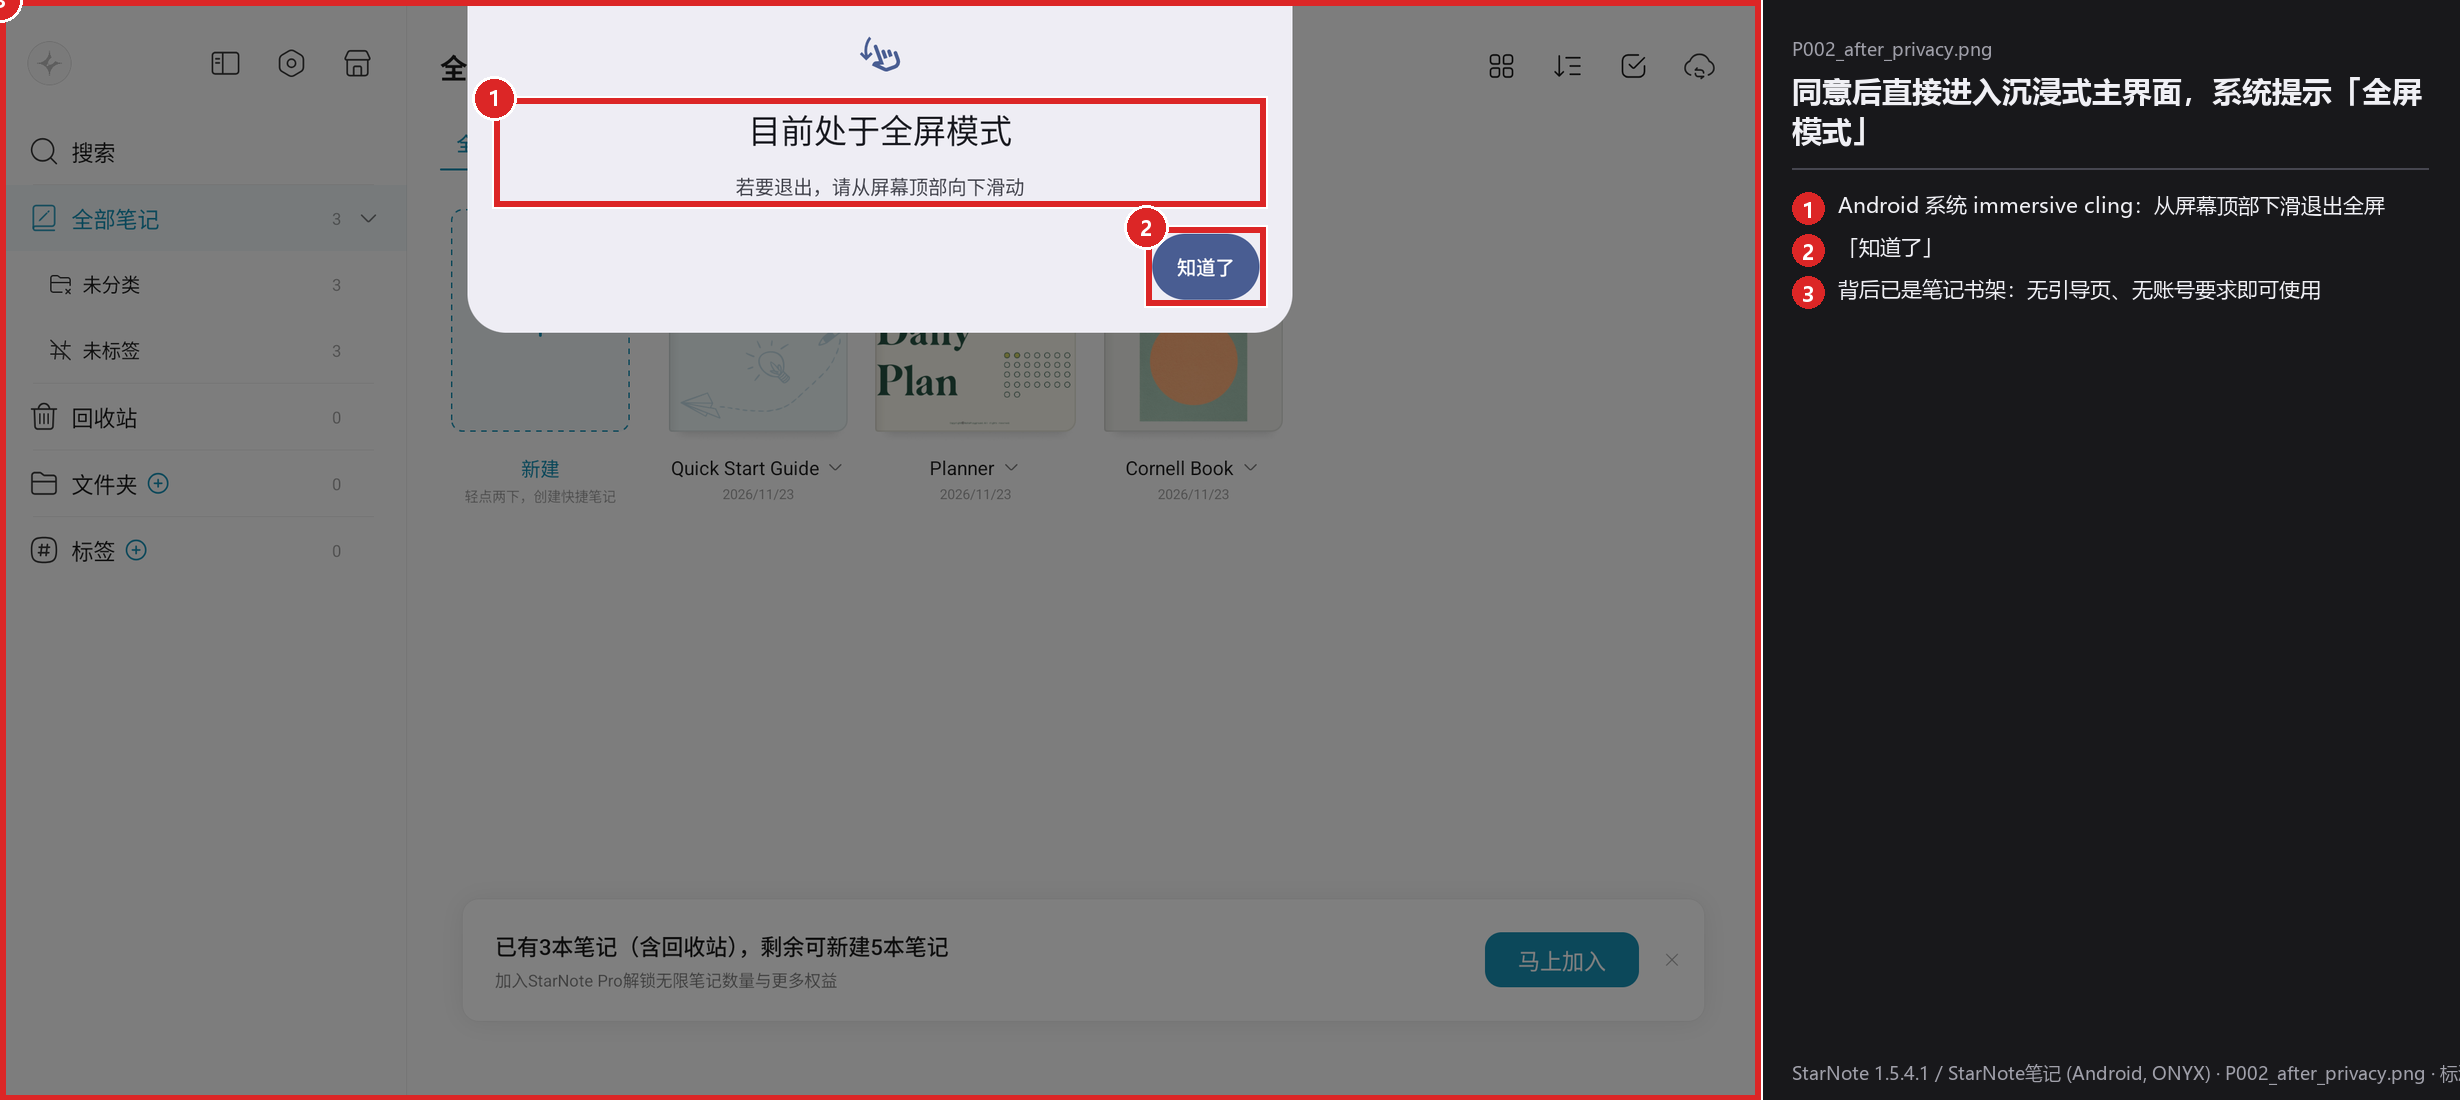 3
搜索
全部笔记 3
未分类 3
未标签 3
回收站 0
文件夹 0
标签 0
全
全
1
目前处于全屏模式
若要退出，请从屏幕顶部向下滑动
2
知道了
Daily
Plan
新建
轻点两下，创建快捷笔记
Quick Start Guide
2026/11/23
Planner
2026/11/23
Cornell Book
2026/11/23
已有3本笔记（含回收站），剩余可新建5本笔记
加入StarNote Pro解锁无限笔记数量与更多权益
马上加入
P002_after_privacy.png
同意后直接进入沉浸式主界面，系统提示「全屏
模式」
1 Android 系统 immersive cling：从屏幕顶部下滑退出全屏
2 「知道了」
3 背后已是笔记书架：无引导页、无账号要求即可使用
StarNote 1.5.4.1 / StarNote笔记 (Android, ONYX) · P002_after_privacy.png · 标